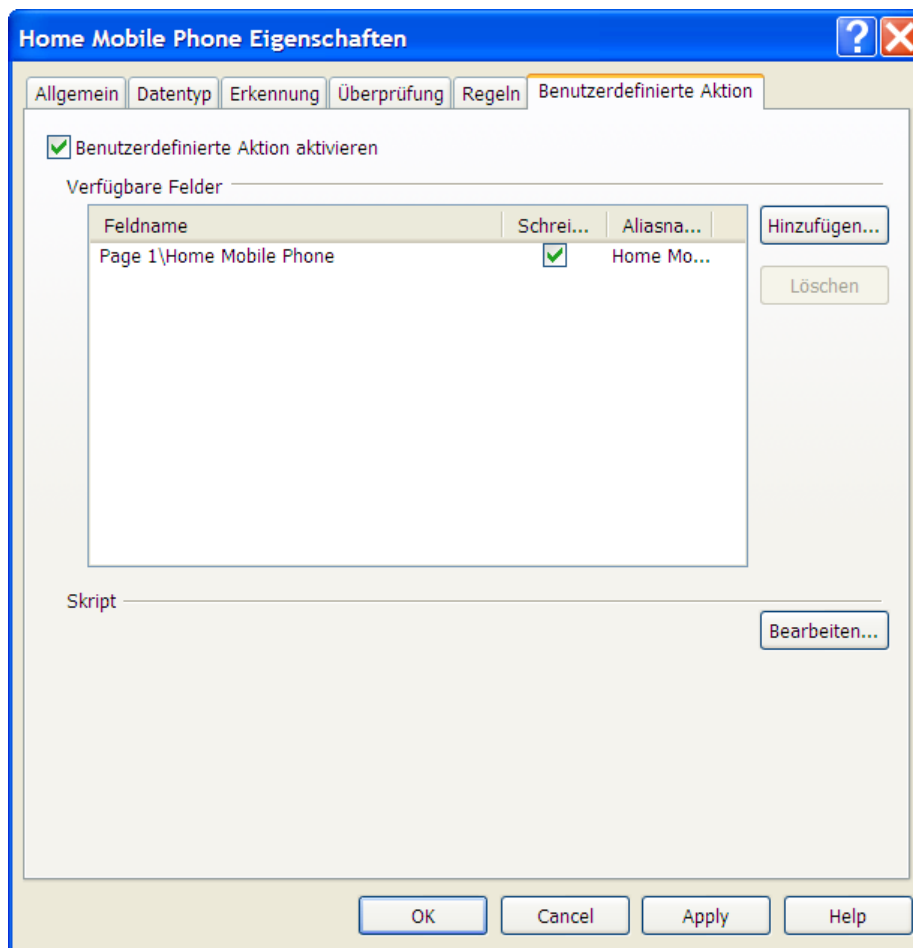 Home Mobile Phone Eigenschaften
Allgemein Datentyp Erkennung Überprüfung Regeln Benutzerdefinierte Aktion
Benutzerdefinierte Aktion aktivieren
Verfügbare Felder
Feldname Schrei... Aliasna... Hinzufügen...
Page 1\Home Mobile Phone Home Mo...
Löschen
Skript
Bearbeiten...
OK Cancel Apply Help